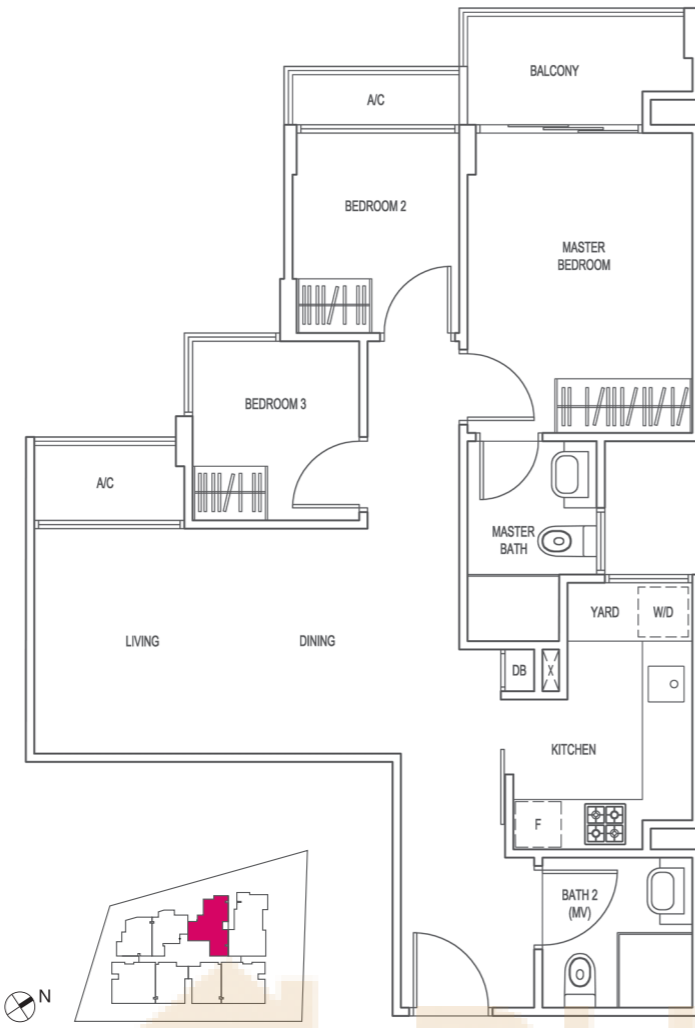 BALCONY
A/C
BEDROOM 2
MASTER
BEDROOM
BEDROOM 3
A/C
MASTER
BATH
YARD
W/D
LIVING
DINING
DB
X
KITCHEN
F
BATH 2
(MV)
N